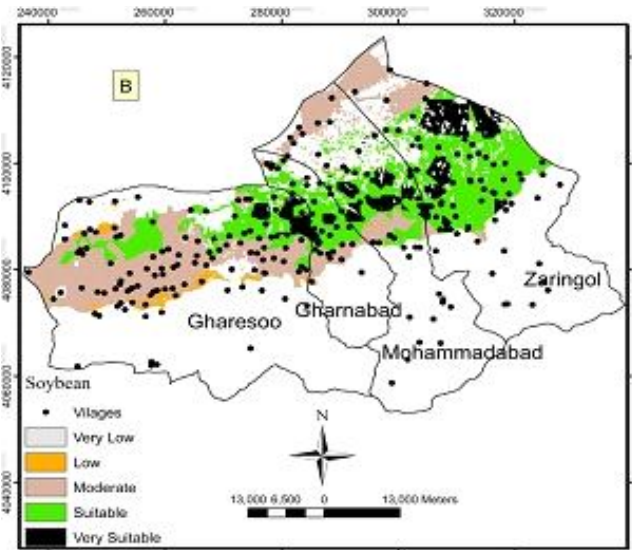 240000 260000 280000 300000 320000
4120000
B
4100000
4080000
Zaringol
Charnabad
Gharesoo
Mohammadabad
4060000
Soybean
Vilages
N
Very Low
Low
Moderate
13,000 6,500 0 13,000 Meters
4040000
Suitable
Very Suitable